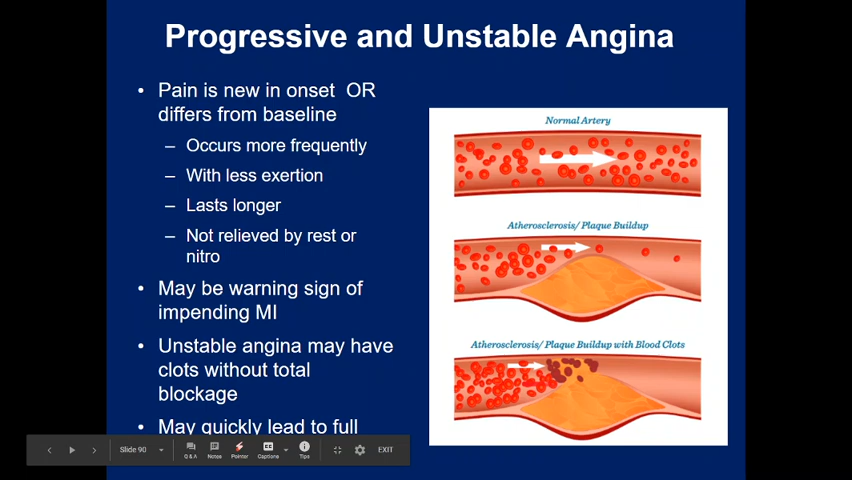 Progressive and Unstable Angina
• Pain is new in onset OR
differs from baseline
– Occurs more frequently
– With less exertion
– Lasts longer
– Not relieved by rest or
nitro
• May be warning sign of
impending MI
• Unstable angina may have
clots without total
blockage
• May quickly lead to full
Normal Artery
Atherosclerosis/ Plaque Buildup
Atherosclerosis/ Plaque Buildup with Blood Clots
Slide 90
Q & A
Notes
Pointer
CC
Captions
Tips
EXIT